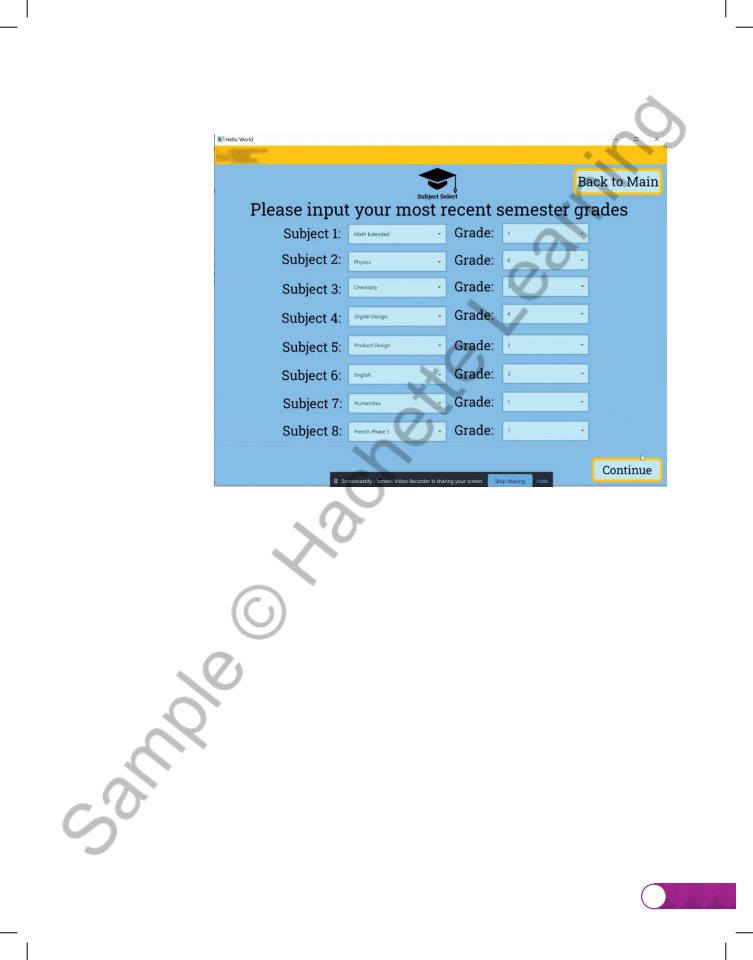 Hello World
Subject Select
Back to Main
Please input your most recent semester grades
Subject 1: Math Extended Grade: 7
Subject 2: Physics Grade: 6
Subject 3: Chemistry Grade:
Subject 4: Digital Design Grade: 4
Subject 5: Product Design Grade: 3
Subject 6: English Grade: 2
Subject 7: Humanities Grade: 1
Subject 8: French Phase 5 Grade: 7
Continue
Screencastify - Screen Video Recorder is sharing your screen. Stop sharing Hide
Sample © Hachette Learning